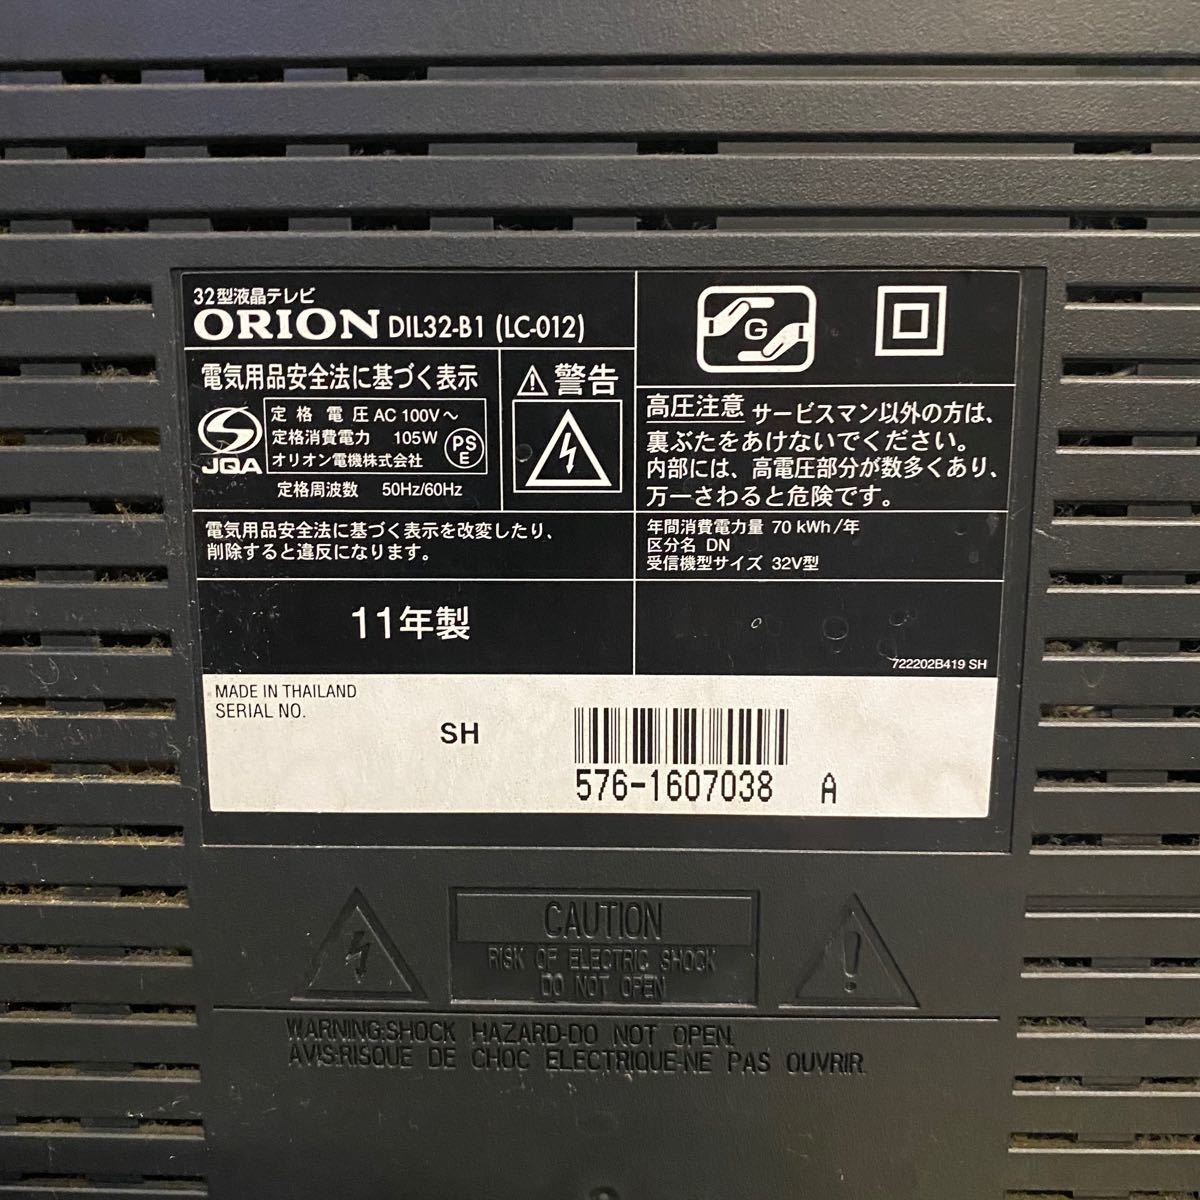 32型液晶テレビ
ORION DIL32-B1 (LC-012)
電気用品安全法に基づく表示
JQA
定格電圧 AC 100V~
定格消費電力 105W
オリオン電機株式会社
PSE
定格周波数 50Hz/60Hz
警告
G
高圧注意 サービスマン以外の方は、
裏ぶたをあけないでください。
内部には、高電圧部分が数多くあり、
万一さわると危険です。
電気用品安全法に基づく表示を改変したり、
削除すると違反になります。
年間消費電力量 70 kWh/年
区分名 DN
受信機型サイズ 32V型
11年製
722202B419 SH
MADE IN THAILAND
SERIAL NO.
SH
576-1607038 A
CAUTION
RISK OF ELECTRIC SHOCK
DO NOT OPEN
WARNING:SHOCK HAZARD-DO NOT OPEN.
AVIS:RISQUE DE CHOC ELECTRIQUE-NE PAS OUVRIR.